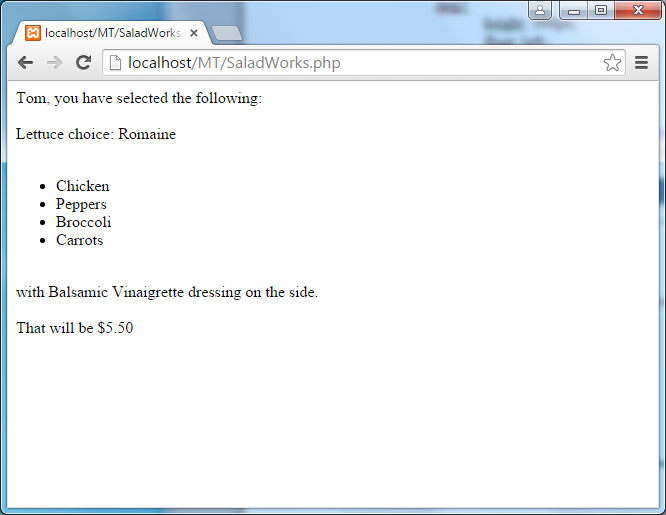 localhost/MT/SaladWorks
localhost/MT/SaladWorks.php
Tom, you have selected the following:
Lettuce choice: Romaine
• Chicken
• Peppers
• Broccoli
• Carrots
with Balsamic Vinaigrette dressing on the side.
That will be $5.50